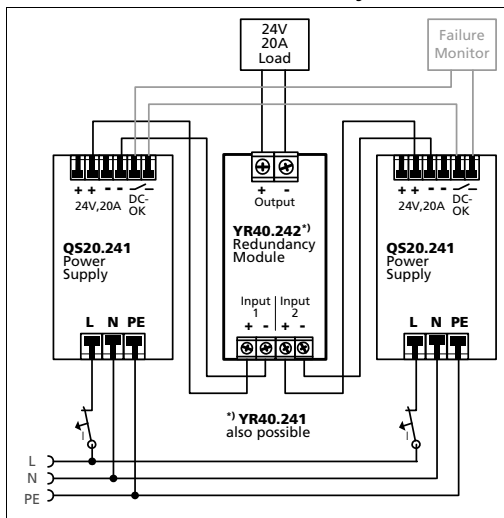 24V
20A
Load
Failure
Monitor
+ + - - DC-
OK
24V,20A
QS20.241
Power
Supply
L N PE
+ -
Output
YR40.242*)
Redundancy
Module
Input
1
Input
2
+ - + -
+ + - - DC-
OK
24V,20A
QS20.241
Power
Supply
L N PE
I
*) YR40.241
also possible
I
L
N
PE